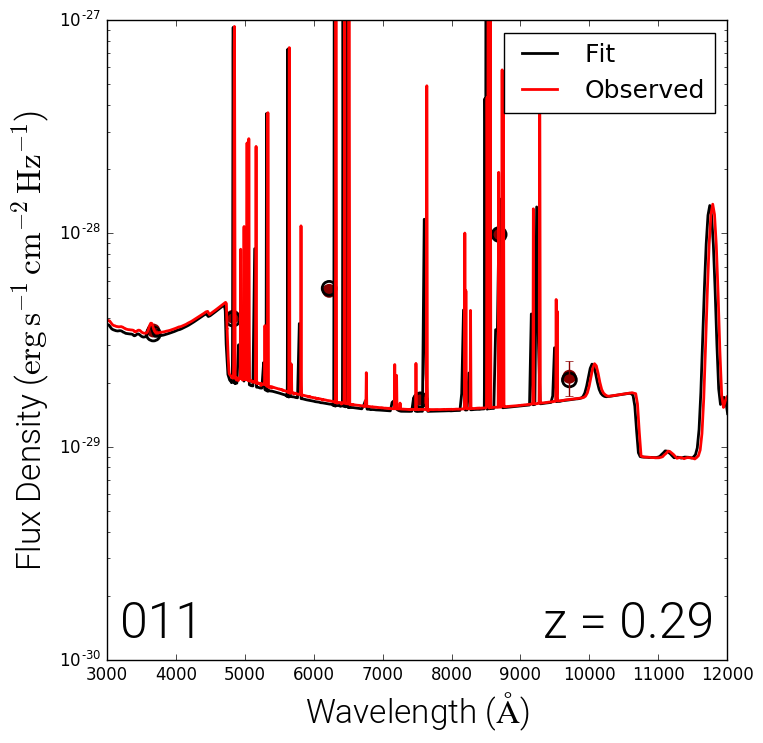 10⁻²⁷
10⁻²⁸
10⁻²⁹
10⁻³⁰
Flux Density (erg s⁻¹ cm⁻² Hz⁻¹)
Fit
Observed
011
z = 0.29
3000 4000 5000 6000 7000 8000 9000 10000 11000 12000
Wavelength (Å)